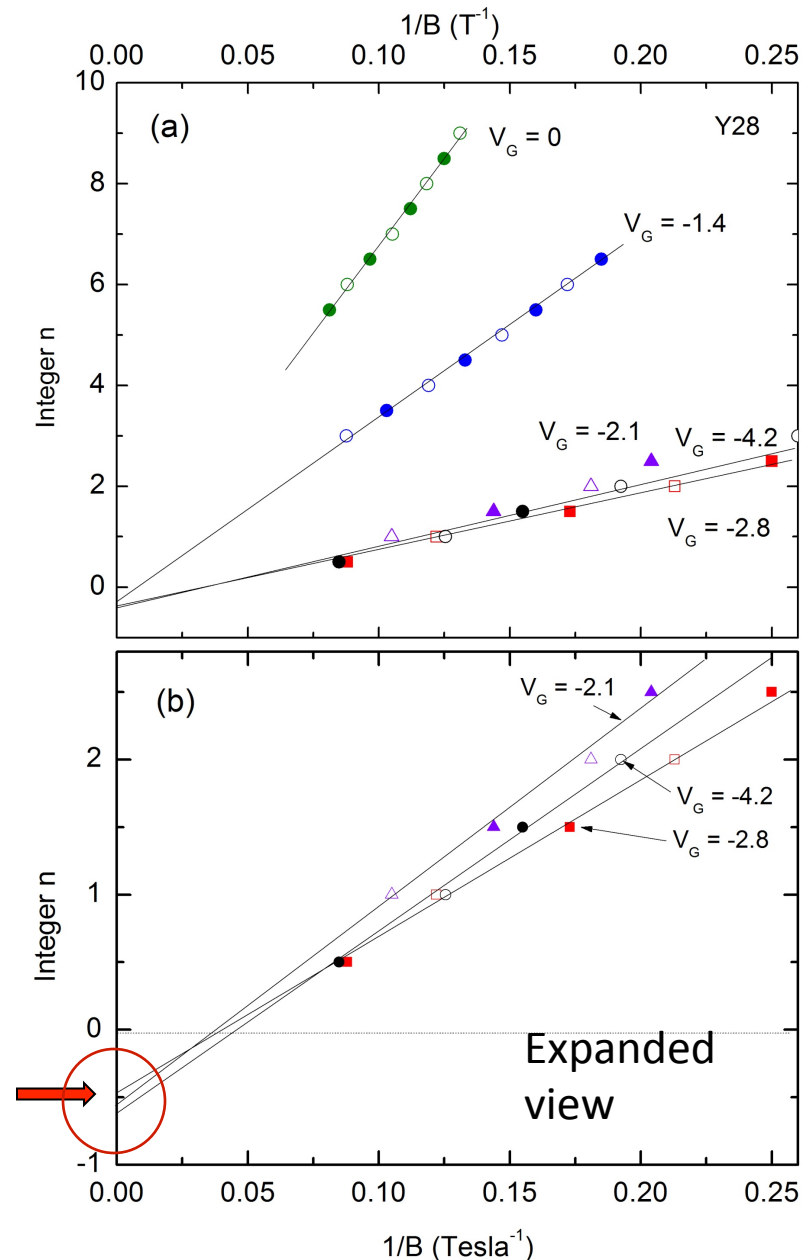 1/B (T⁻¹)
0.00 0.05 0.10 0.15 0.20 0.25
10
(a)
V_G = 0
Y28
8
V_G = -1.4
6
Integer n
4
V_G = -2.1
V_G = -4.2
2
V_G = -2.8
0
(b)
V_G = -2.1
2
V_G = -4.2
V_G = -2.8
1
Integer n
0
Expanded
view
-1
0.00 0.05 0.10 0.15 0.20 0.25
1/B (Tesla⁻¹)